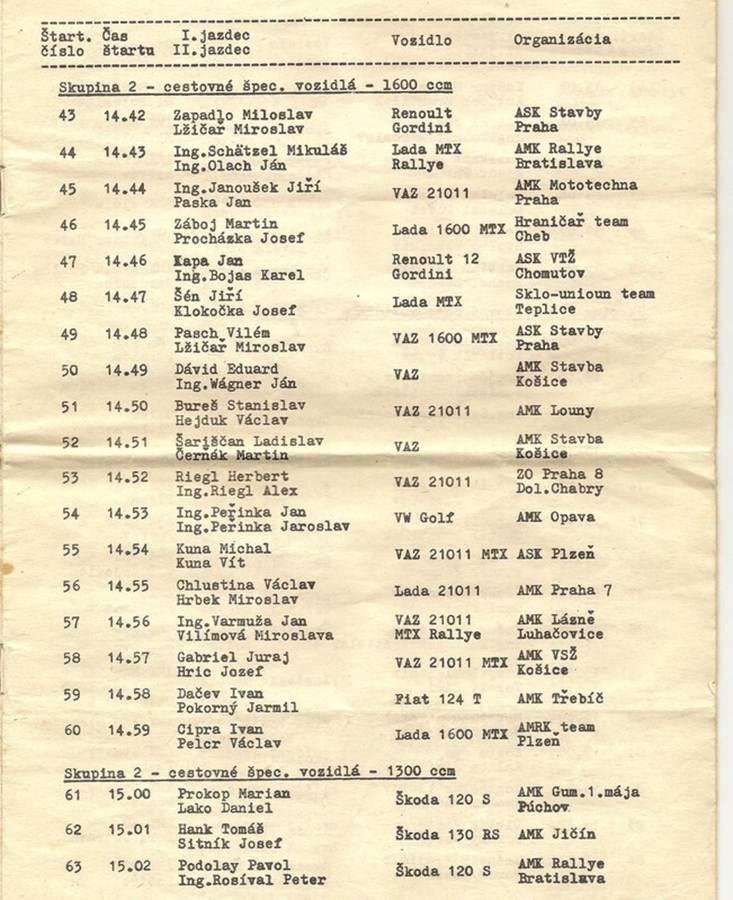 Štart. Čas I.jazdec Vozidlo Organizácia
číslo štartu II.jazdec
Skupina 2 - cestovné špec. vozidlá - 1600 ccm
43 14.42 Zapadlo Miloslav Renoult ASK Stavby
Lžičař Miroslav Gordini Praha
44 14.43 Ing.Schätzel Mikuláš Lada MTX AMK Rallye
Ing.Olach Ján Rallye Bratislava
45 14.44 Ing.Janoušek Jiří VAZ 21011 AMK Mototechna
Paska Jan Praha
46 14.45 Záboj Martin Lada 1600 MTX Hraničař team
Procházka Josef Cheb
47 14.46 Kapa Jan Renoult 12 ASK VTŽ
Ing.Bojas Karel Gordini Chomutov
48 14.47 Šén Jiří Lada MTX Sklo-unioun team
Klokočka Josef Teplice
49 14.48 Pasch Vilém VAZ 1600 MTX ASK Stavby
Lžičař Miroslav Praha
50 14.49 Dávid Eduard VAZ AMK Stavba
Ing.Wágner Ján Košice
51 14.50 Bureš Stanislav VAZ 21011 AMK Louny
Hejduk Václav
52 14.51 Šariščan Ladislav VAZ AMK Stavba
Černák Martin Košice
53 14.52 Riegl Herbert VAZ 21011 ZO Praha 8
Ing.Riegl Alex Dol.Chabry
54 14.53 Ing.Peřinka Jan VW Golf AMK Opava
Ing.Peřinka Jaroslav
55 14.54 Kuna Michal VAZ 21011 MTX ASK Plzeň
Kuna Vít
56 14.55 Chlustina Václav Lada 21011 AMK Praha 7
Hrbek Miroslav
57 14.56 Ing.Varmuža Jan VAZ 21011 AMK Lázně
Vilímová Miroslava MTX Rallye Luhačovice
58 14.57 Gabriel Juraj VAZ 21011 MTX AMK VSŽ
Hric Jozef Košice
59 14.58 Dačev Ivan Fiat 124 T AMK Třebíč
Pokorný Jarmil
60 14.59 Cipra Ivan Lada 1600 MTX AMRK team
Pelcr Václav Plzeň
Skupina 2 - cestovné špec. vozidlá - 1300 ccm
61 15.00 Prokop Marian Škoda 120 S AMK Gum.1.mája
Lako Daniel Púchov
62 15.01 Hank Tomáš Škoda 130 RS AMK Jičín
Sitník Josef
63 15.02 Podolay Pavol Škoda 120 S AMK Rallye
Ing.Rosíval Peter Bratislava